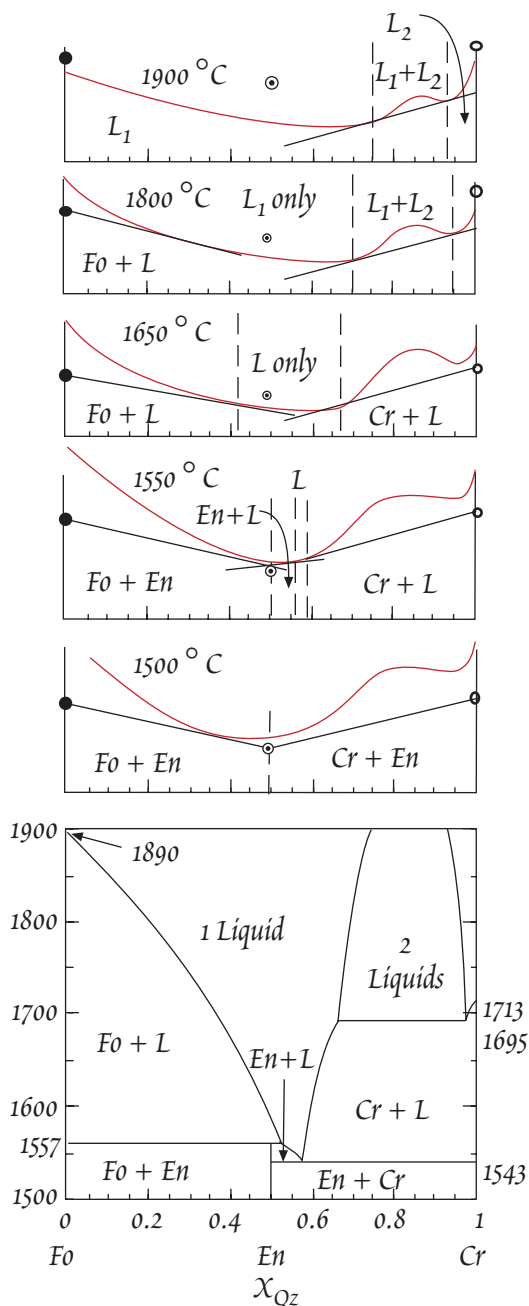 L2
1900 °C
L1+L2
L1
1800 °C
L1 only
L1+L2
Fo + L
1650 °C
L only
Fo + L
Cr + L
1550 °C
L
En+L
Fo + En
Cr + L
1500 °C
Fo + En
Cr + En
1900
1890
1 Liquid
1800
2
Liquids
1700
1713
1695
Fo + L
En+L
1600
Cr + L
1557
Fo + En
En + Cr
1543
1500
0 0.2 0.4 0.6 0.8 1
Fo En Cr
XQz